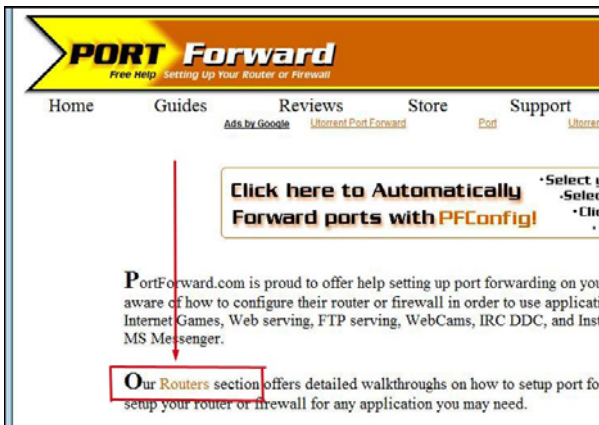 PORT Forward
Free Help Setting Up Your Router or Firewall
Home Guides Reviews Store Support
Ads by Google Utorrent Port Forward Port Utorren
Click here to Automatically
Forward ports with PFConfig!
·Select y
·Selec
·Clic
PortForward.com is proud to offer help setting up port forwarding on you
aware of how to configure their router or firewall in order to use applicati
Internet Games, Web serving, FTP serving, WebCams, IRC DDC, and Inst
MS Messenger.
Our Routers section offers detailed walkthroughs on how to setup port fo
setup your router or firewall for any application you may need.